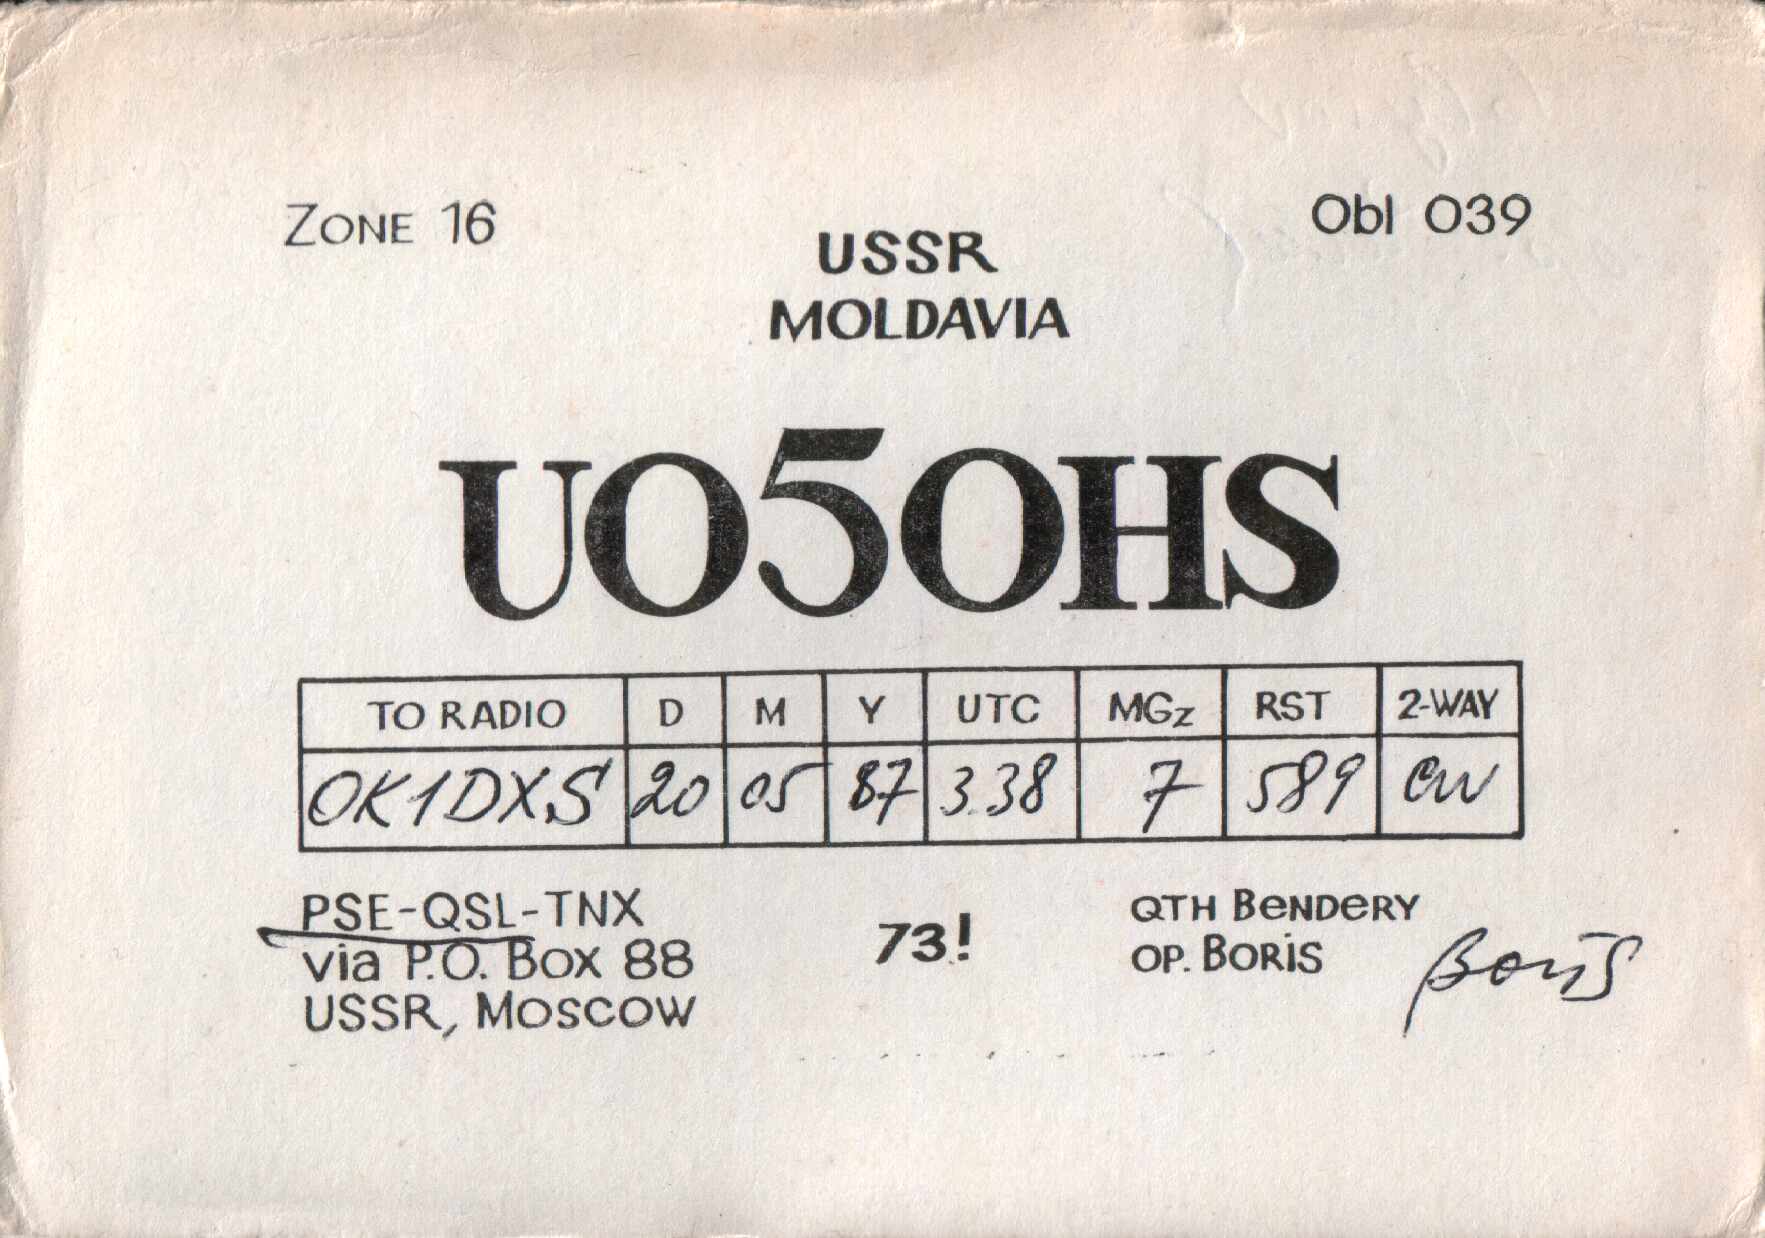 ZONE 16
Obl 039
USSR
MOLDAVIA
UO5OHS
TO RADIO D M Y UTC MGz RST 2-WAY
OK1DXS 20 05 87 3.38 7 589 cw
PSE-QSL-TNX
via P.O. Box 88
USSR, Moscow
73!
QTH BENDERY
OP. BORIS
Boris